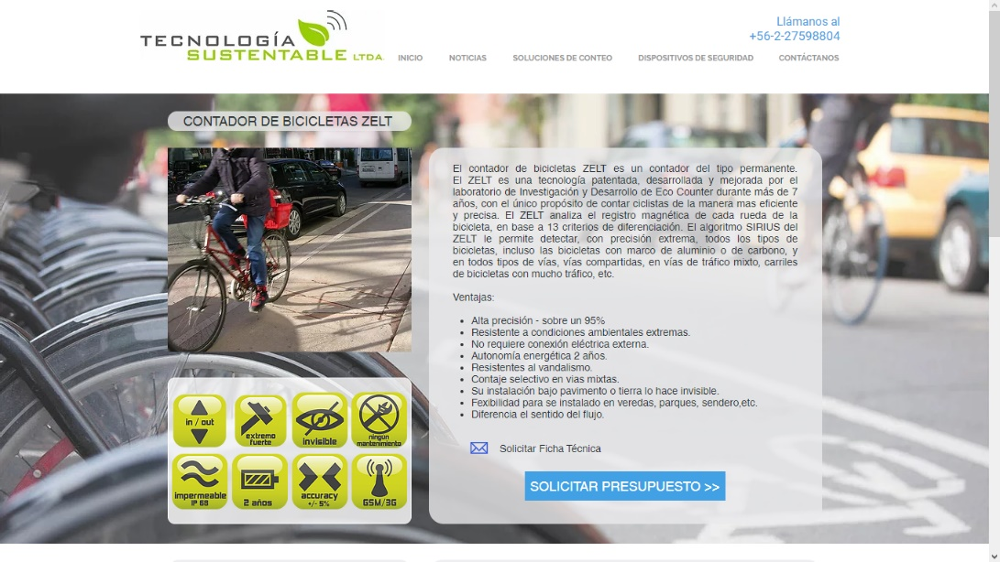 TECNOLOGÍA
SUSTENTABLE LTDA.
Llámanos al
+56-2-27598804
INICIO NOTICIAS SOLUCIONES DE CONTEO DISPOSITIVOS DE SEGURIDAD CONTÁCTANOS
CONTADOR DE BICICLETAS ZELT
El contador de bicicletas ZELT es un contador del tipo permanente.
El ZELT es una tecnología patentada, desarrollada y mejorada por el
laboratorio de Investigación y Desarrollo de Eco Counter durante más de 7
años, con el único propósito de contar ciclistas de la manera mas eficiente
y precisa. El ZELT analiza el registro magnética de cada rueda de la
bicicleta, en base a 13 criterios de diferenciación. El algoritmo SIRIUS del
ZELT le permite detectar, con precisión extrema, todos los tipos de
bicicletas, incluso las bicicletas con marco de aluminio o de carbono, y
en todos tipos de vías, vías compartidas, en vías de tráfico mixto, carriles
de bicicletas con mucho tráfico, etc.
Ventajas:
• Alta precisión - sobre un 95%
• Resistente a condiciones ambientales extremas.
• No requiere conexión eléctrica externa.
• Autonomía energética 2 años.
• Resistentes al vandalismo.
• Contaje selectivo en vias mixtas.
• Su instalación bajo pavimento o tierra lo hace invisible.
• Fexibilidad para se instalado en veredas, parques, sendero,etc.
• Diferencia el sentido del flujo.
Solicitar Ficha Técnica
SOLICITAR PRESUPUESTO >>
in / out
extremo
fuerte
invisible
ningun
mantenimiento
impermeable
IP 68
2 años
accuracy
+/- 5%
GSM/3G